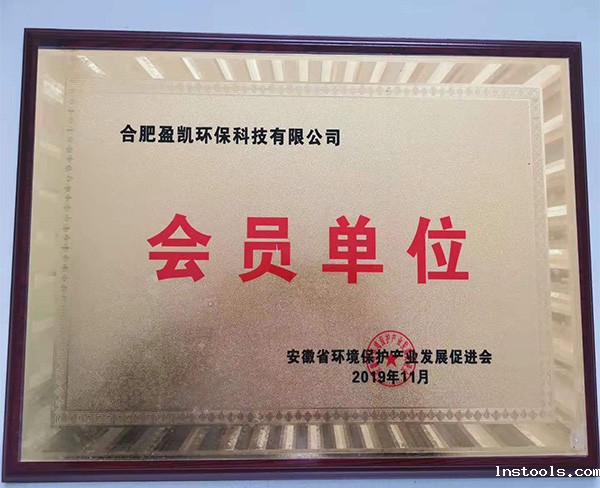 合肥盈凯环保科技有限公司
会员单位
安徽省环境保护产业发展促进会
2019年11月
lnstools.com